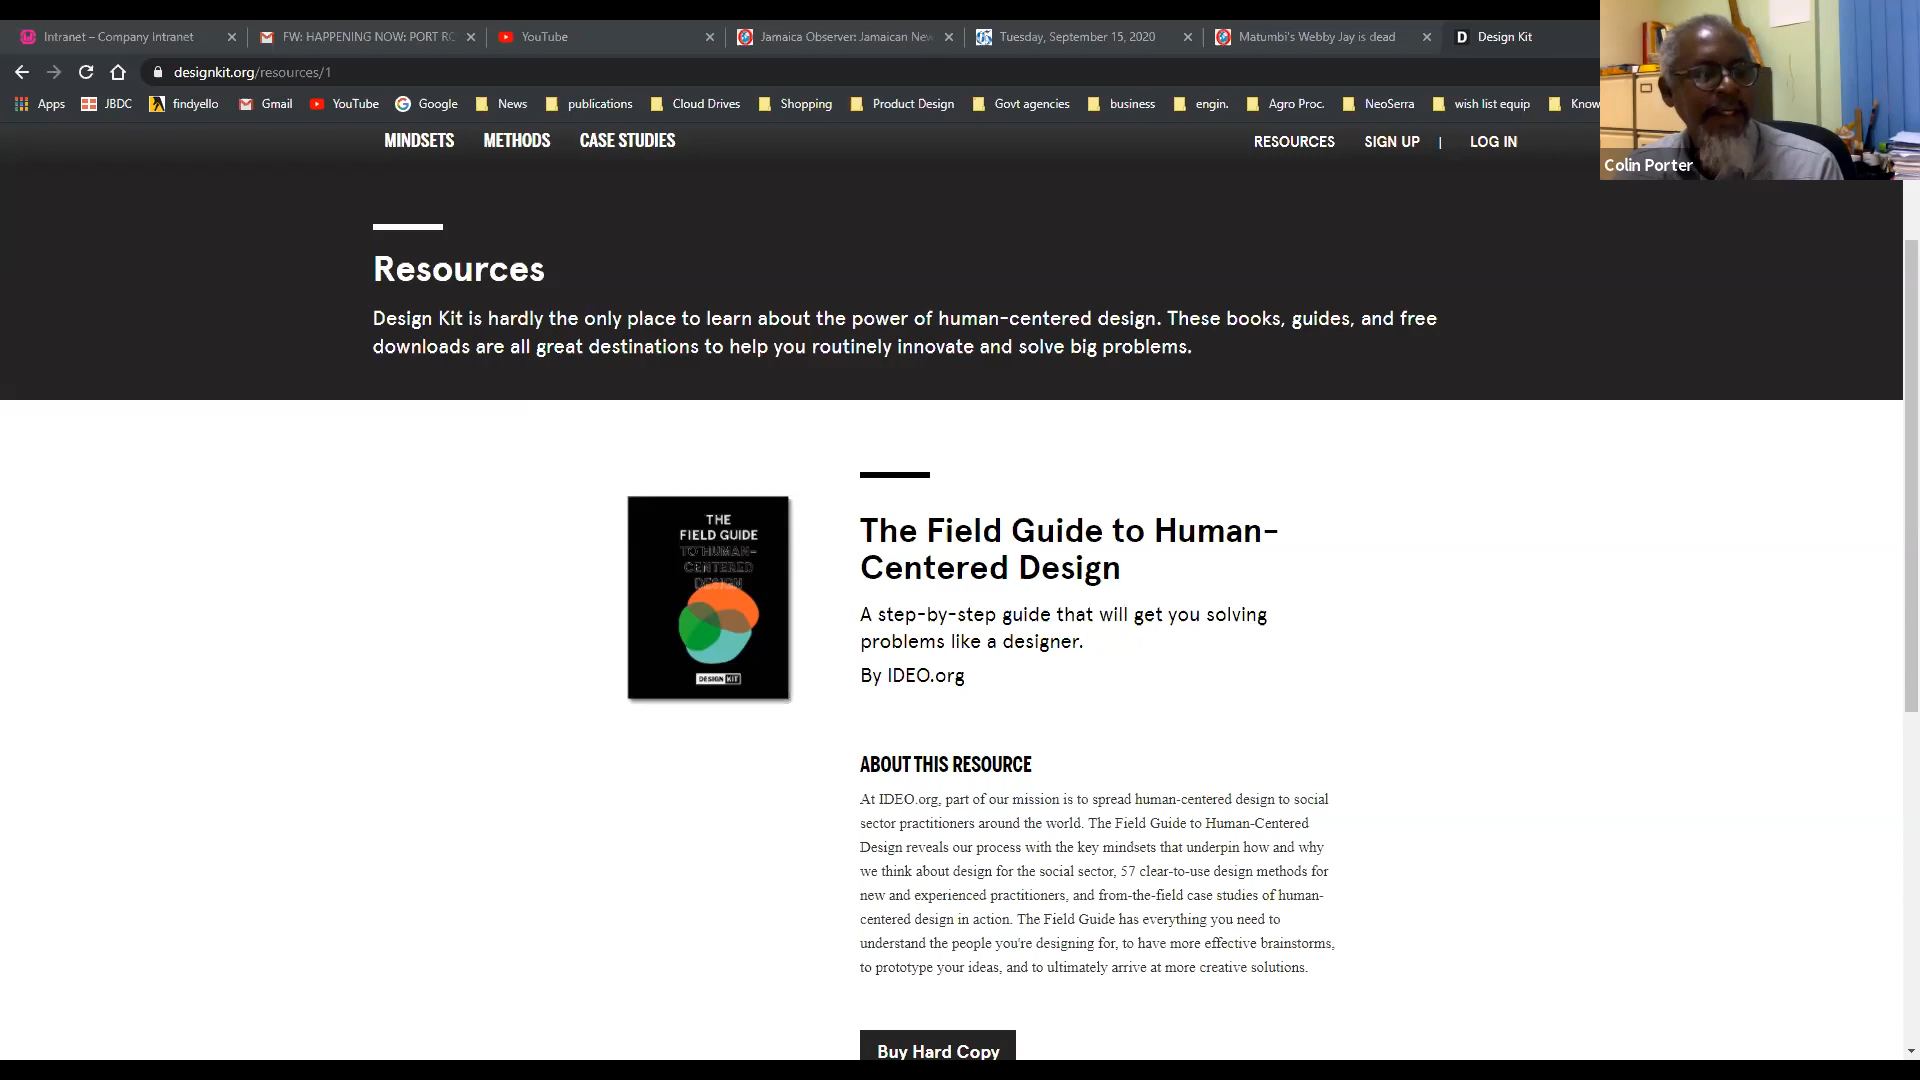 Intranet – Company Intranet
FW: HAPPENING NOW: PORT RO
YouTube
Jamaica Observer: Jamaican New
Tuesday, September 15, 2020
Matumbi's Webby Jay is dead
Design Kit
designkit.org/resources/1
Apps JBDC findyello Gmail YouTube Google News publications Cloud Drives Shopping Product Design Govt agencies business engin. Agro Proc. NeoSerra wish list equip Know
MINDSETS METHODS CASE STUDIES RESOURCES SIGN UP | LOG IN
Colin Porter
Resources
Design Kit is hardly the only place to learn about the power of human-centered design. These books, guides, and free
downloads are all great destinations to help you routinely innovate and solve big problems.
THE
FIELD GUIDE
TO HUMAN-
CENTERED
DESIGN
DESIGN KIT
The Field Guide to Human-
Centered Design
A step-by-step guide that will get you solving
problems like a designer.
By IDEO.org
ABOUT THIS RESOURCE
At IDEO.org, part of our mission is to spread human-centered design to social
sector practitioners around the world. The Field Guide to Human-Centered
Design reveals our process with the key mindsets that underpin how and why
we think about design for the social sector, 57 clear-to-use design methods for
new and experienced practitioners, and from-the-field case studies of human-
centered design in action. The Field Guide has everything you need to
understand the people you're designing for, to have more effective brainstorms,
to prototype your ideas, and to ultimately arrive at more creative solutions.
Buy Hard Copy